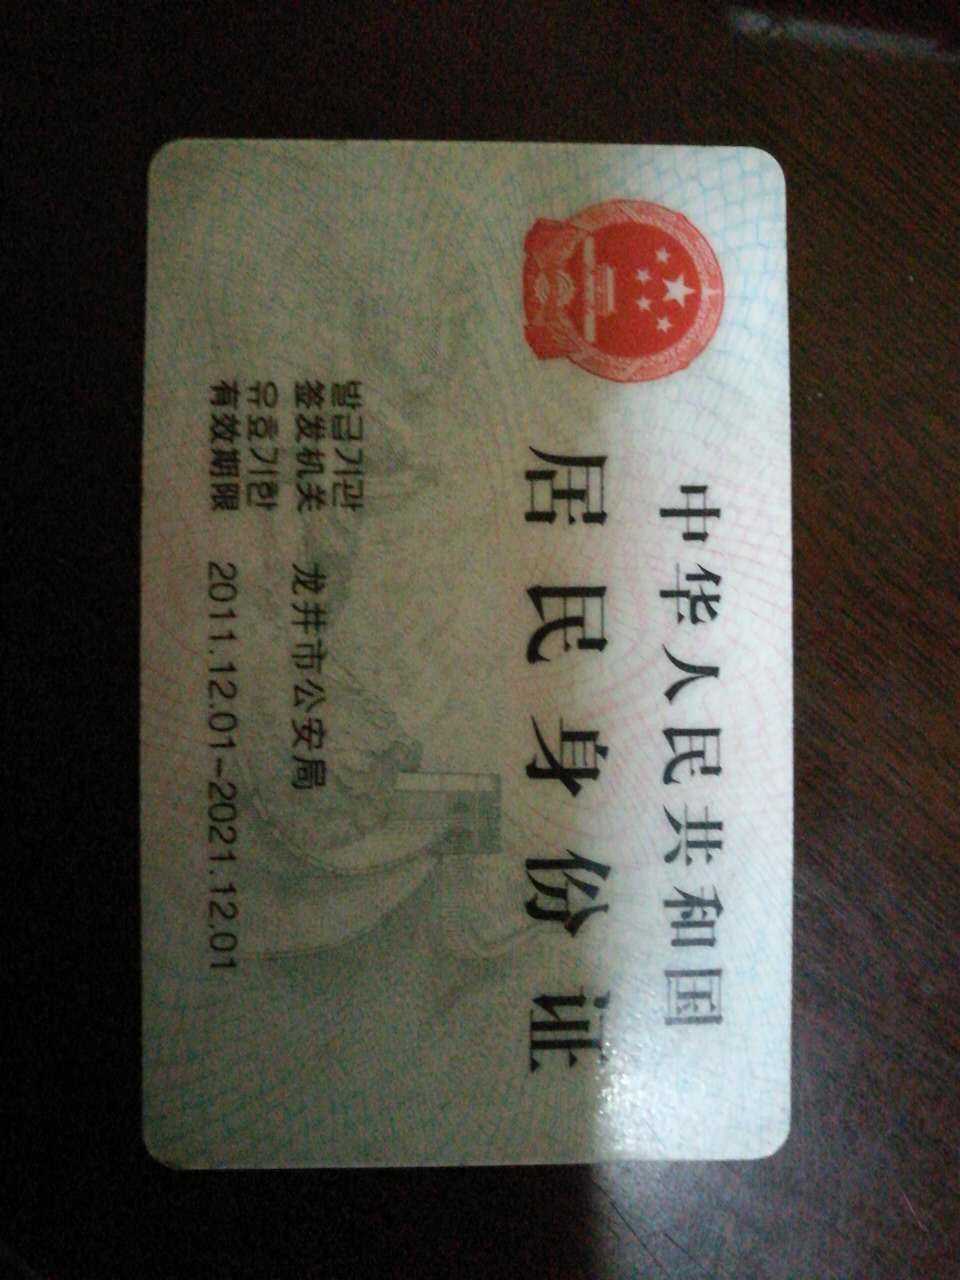 中华人民共和国
居民身份证
발급기관
签发机关 龙井市公安局
유효기한
有效期限 2011.12.01-2021.12.01